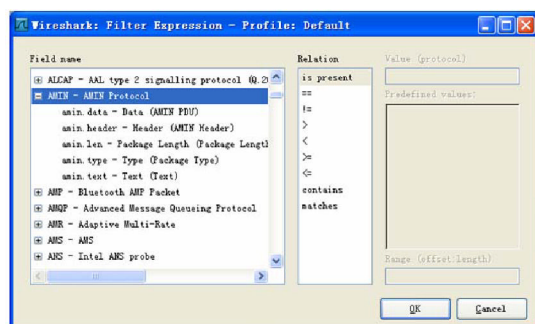 Wireshark: Filter Expression - Profile: Default
Field name
ALCAP - AAL type 2 signalling protocol (Q.2
AMIN - AMIN Protocol
amin.data - Data (AMIN PDU)
amin.header - Header (AMIN Header)
amin.len - Package Length (Package Lengtl
amin.type - Type (Package Type)
amin.text - Text (Text)
AMP - Bluetooth AMP Packet
AMQP - Advanced Message Queueing Protocol
AMR - Adaptive Multi-Rate
AMS - AMS
ANS - Intel ANS probe
Relation
is present
==
!=
>
<
>=
<=
contains
matches
Value (protocol)
Predefined values:
Range (offset:length)
OK
Cancel